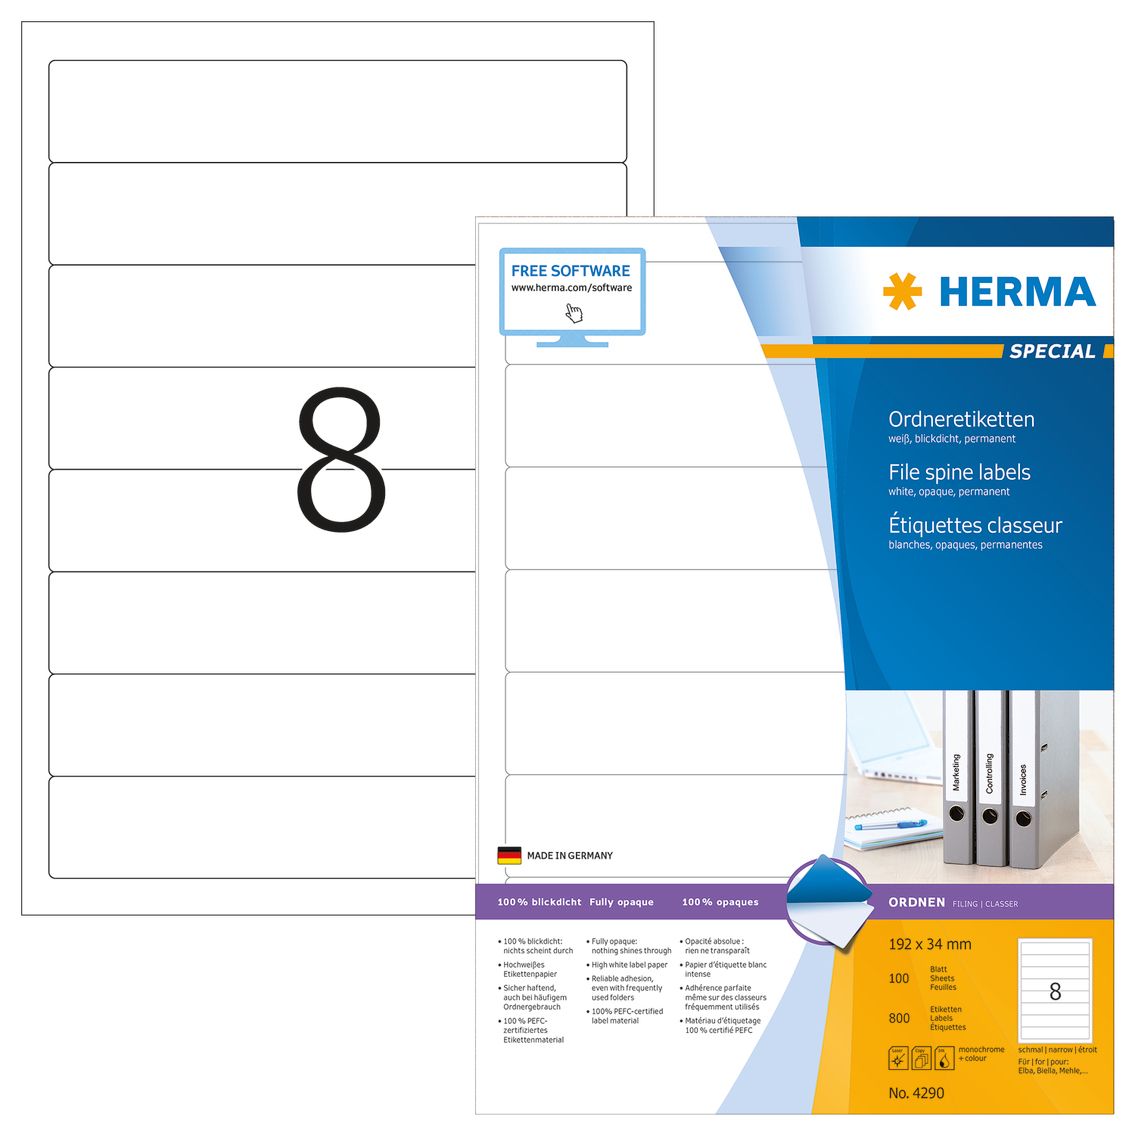 8
FREE SOFTWARE
www.herma.com/software
HERMA
SPECIAL
Ordneretiketten
weiß, blickdicht, permanent
File spine labels
white, opaque, permanent
Étiquettes classeur
blanches, opaques, permanentes
Marketing
Controlling
Invoices
MADE IN GERMANY
100 % blickdicht Fully opaque 100 % opaques
ORDNEN FILING | CLASSER
• 100 % blickdicht:
nichts scheint durch
• Hochweißes
Etikettenpapier
• Sicher haftend,
auch bei häufigem
Ordnergebrauch
• 100 % PEFC-
zertifiziertes
Etikettenmaterial
• Fully opaque:
nothing shines through
• High white label paper
• Reliable adhesion,
even with frequently
used folders
• 100% PEFC-certified
label material
• Opacité absolue :
rien ne transparaît
• Papier d'étiquette blanc
intense
• Adhérence parfaite
même sur des classeurs
fréquemment utilisés
• Matériau d'étiquetage
100 % certifié PEFC
192 x 34 mm
100
Blatt
Sheets
Feuilles
800
Etiketten
Labels
Étiquettes
8
Laser
Copy
Ink
monochrome
+ colour
schmal | narrow | étroit
Für | for | pour:
Elba, Biella, Mehle,...
No. 4290